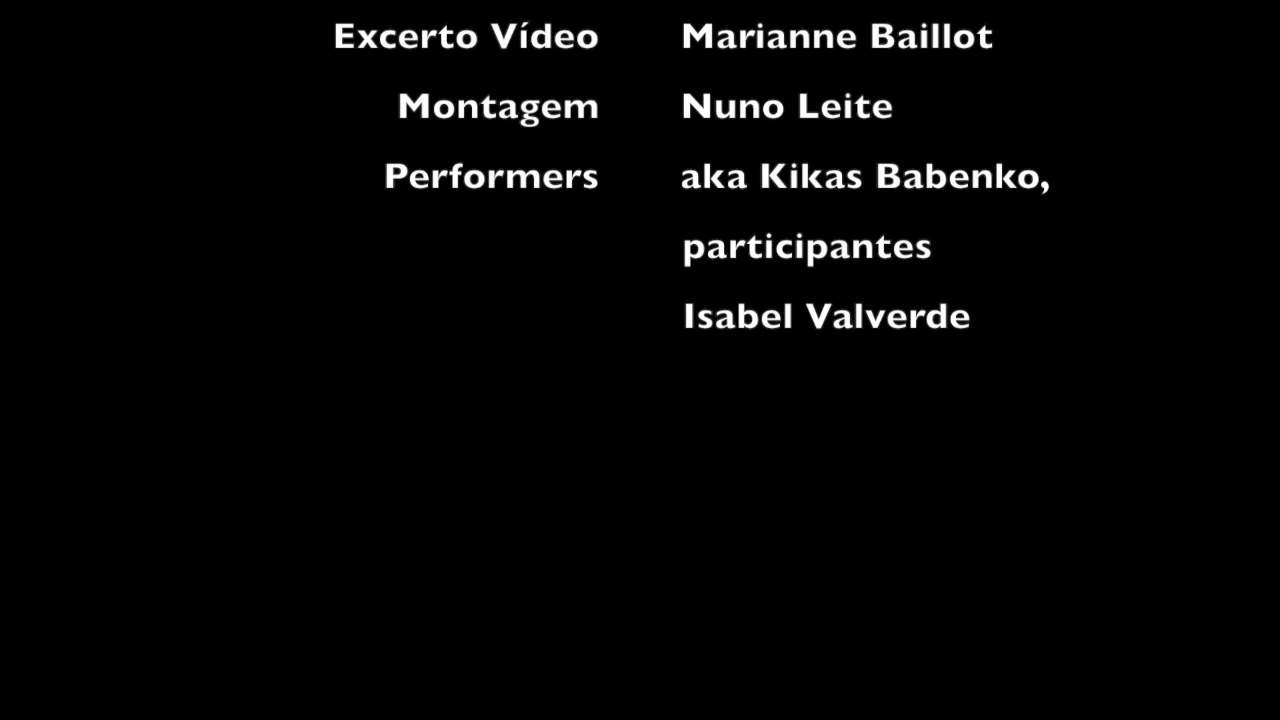 Excerto Vídeo Marianne Baillot
Montagem Nuno Leite
Performers aka Kikas Babenko,
participantes
Isabel Valverde